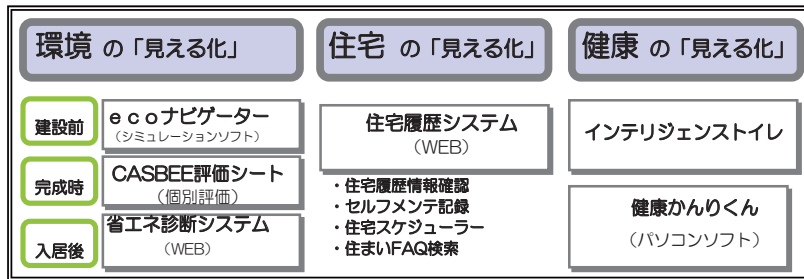 環境 の「見える化」
建設前
ecoナビゲーター
（シミュレーションソフト）
完成時
CASBEE評価シート
（個別評価）
入居後
省エネ診断システム
（WEB）
住宅 の「見える化」
住宅履歴システム
（WEB）
・住宅履歴情報確認
・セルフメンテ記録
・住宅スケジューラー
・住まいFAQ検索
健康 の「見える化」
インテリジェンストイレ
健康かんりくん
（パソコンソフト）